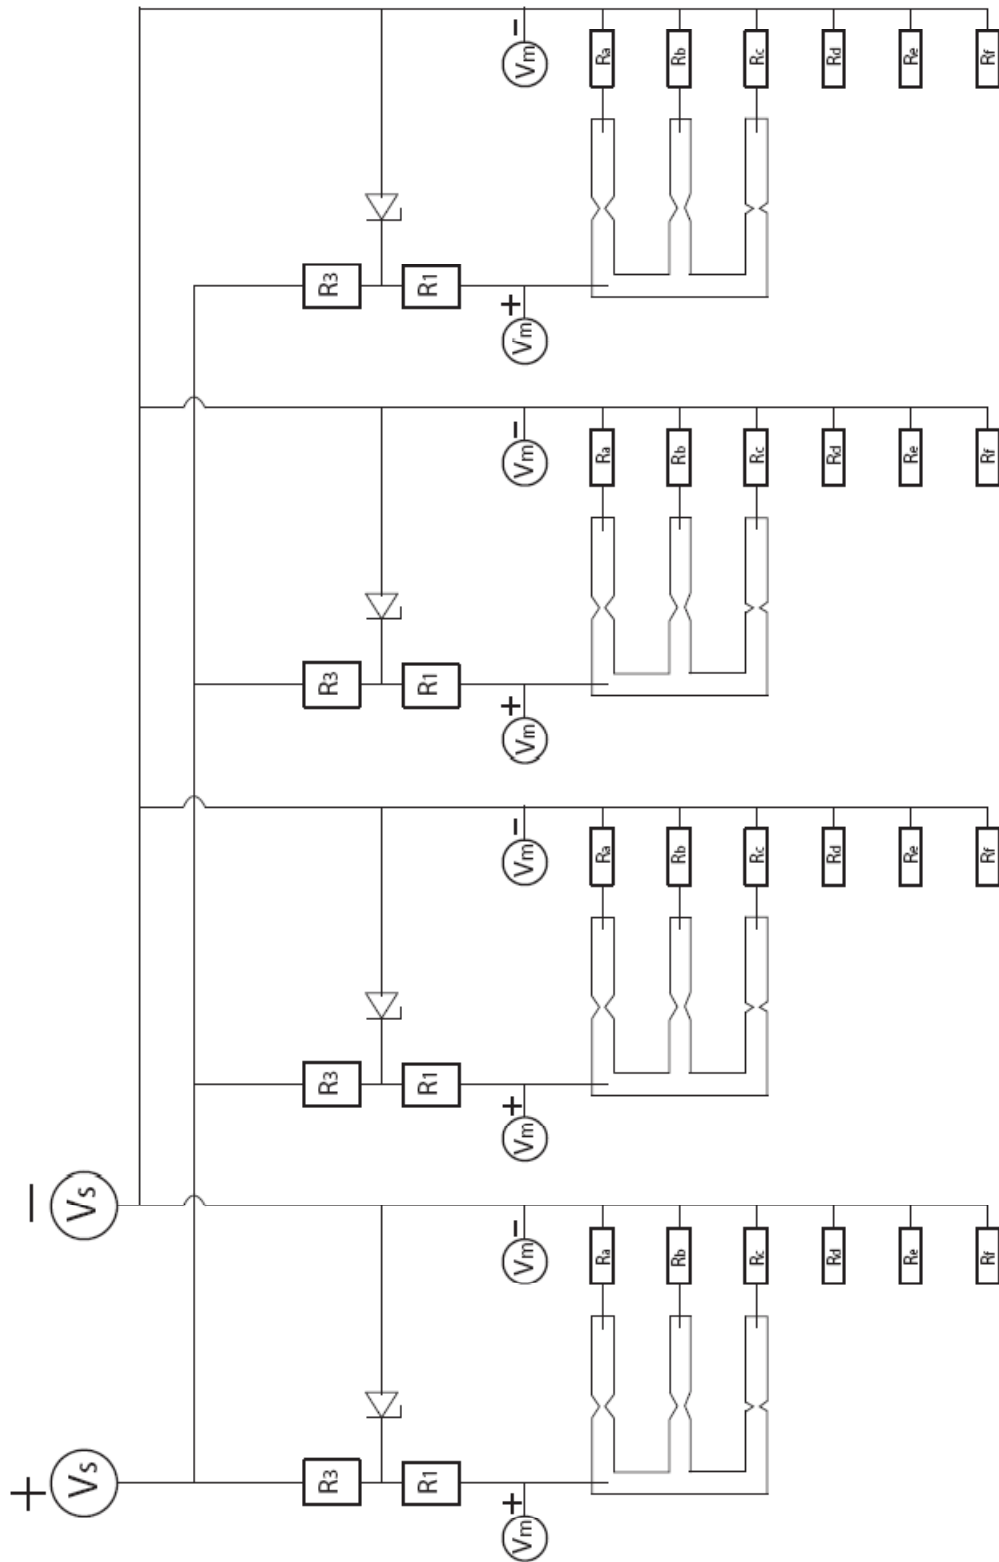 + −
Vs Vs
R3 R3 R3 R3
R1 R1 R1 R1
Vm + Vm − Vm + Vm − Vm + Vm − Vm + Vm −
Ra Ra Ra Ra
Rb Rb Rb Rb
Rc Rc Rc Rc
Rd Rd Rd Rd
Re Re Re Re
Rf Rf Rf Rf